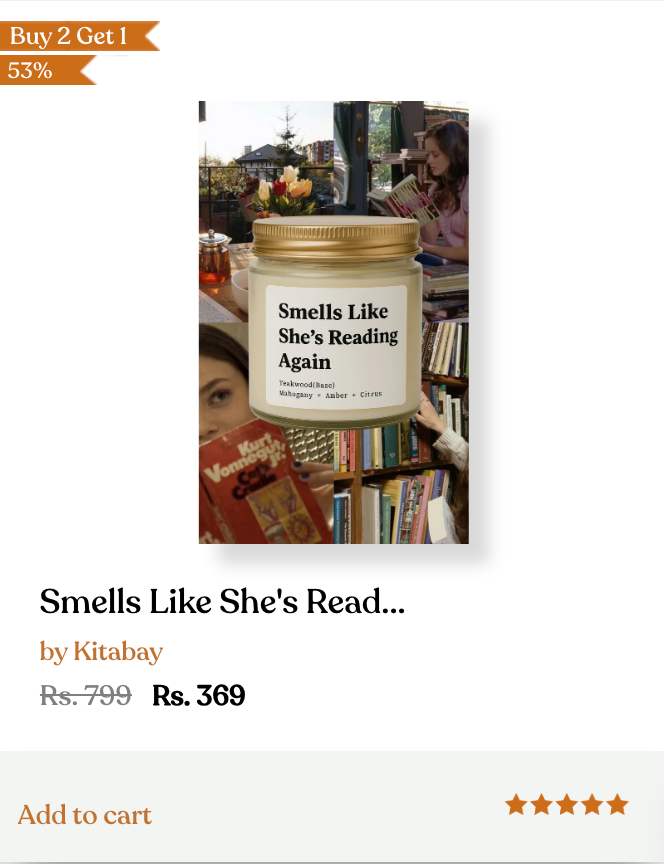 Buy 2 Get 1
53%
Smells Like
She's Reading
Again
Teakwood(Base)
Mahogany + Amber + Citrus
Kurt
Vonnegut,
Jr.
Cat's
Cradle
Smells Like She's Read...
by Kitabay
Rs. 799 Rs. 369
Add to cart